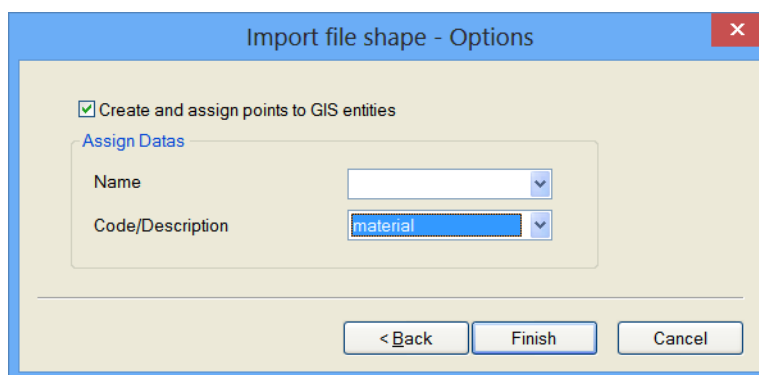 Import file shape - Options
Create and assign points to GIS entities
Assign Datas
Name
Code/Description material
< Back Finish Cancel